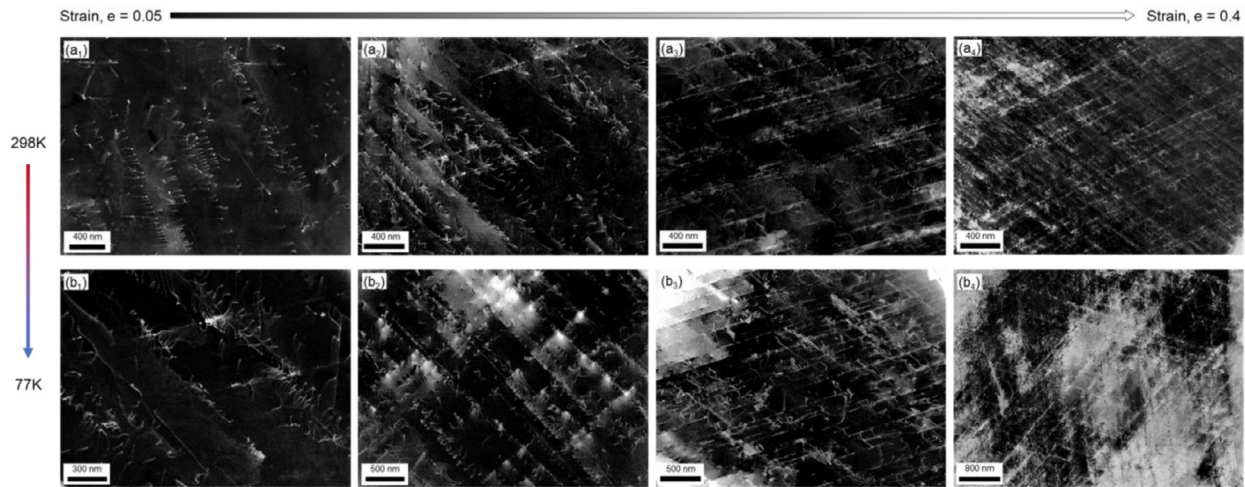 Strain, e = 0.05
Strain, e = 0.4
(a₁)
(a₂)
(a₃)
(a₄)
298K
400 nm
400 nm
400 nm
400 nm
77K
(b₁)
(b₂)
(b₃)
(b₄)
300 nm
500 nm
500 nm
800 nm